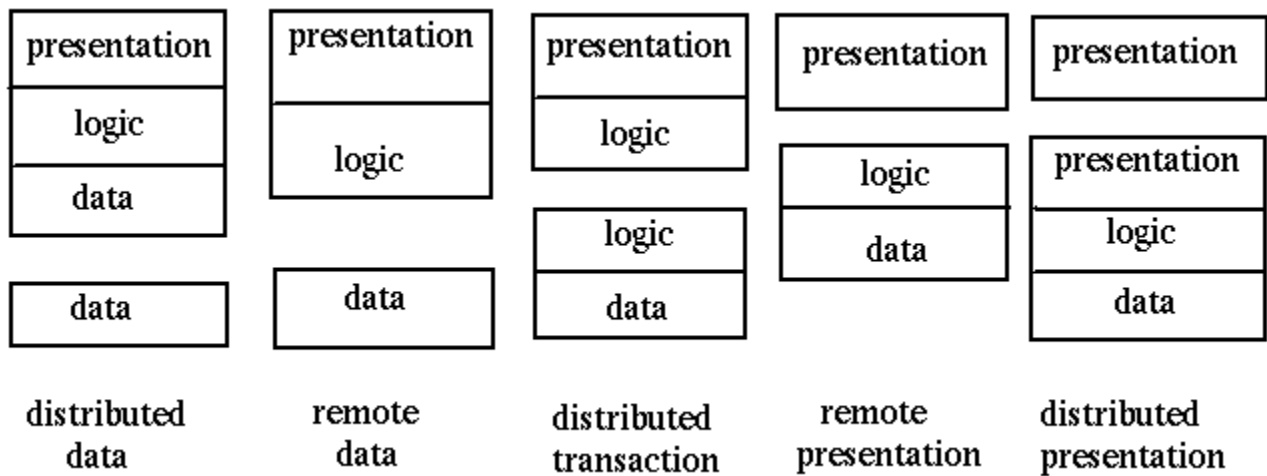 presentation
logic
data
data
distributed
data
presentation
logic
data
remote
data
presentation
logic
logic
data
distributed
transaction
presentation
logic
data
remote
presentation
presentation
presentation
logic
data
distributed
presentation